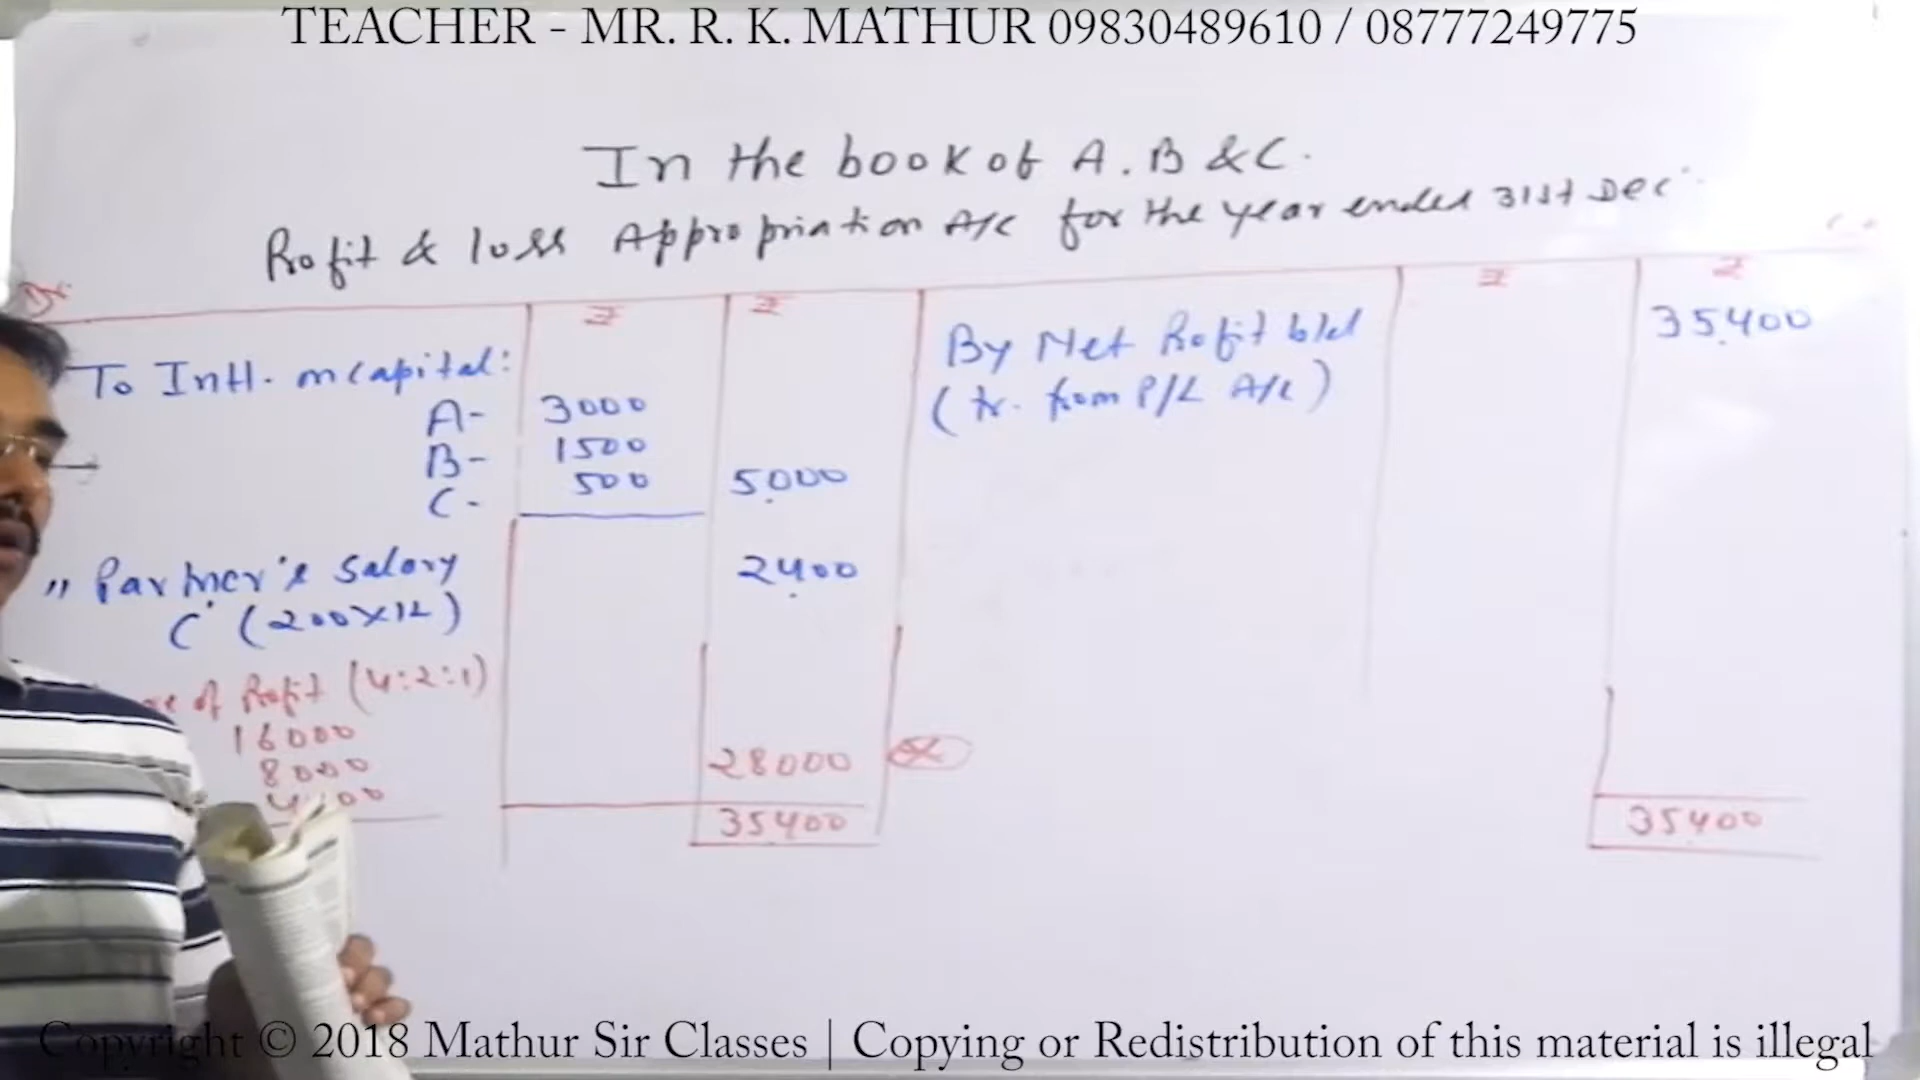 TEACHER - MR. R. K. MATHUR 09830489610 / 08777249775
In the book of A. B & C.
Profit & loss Appropriation A/c for the year ended 31st Dec
Dr ₹ ₹ ₹ ₹
To Intt. on capital:
A- 3000
B- 1500
C- 500 5000
" Partner's salary 2400
C (200×12)
of Profit (4:2:1)
16000
8000
28000
35400
By Net Profit b/d 35400
(tr. from P/L A/c)
35400
Copyright © 2018 Mathur Sir Classes | Copying or Redistribution of this material is illegal